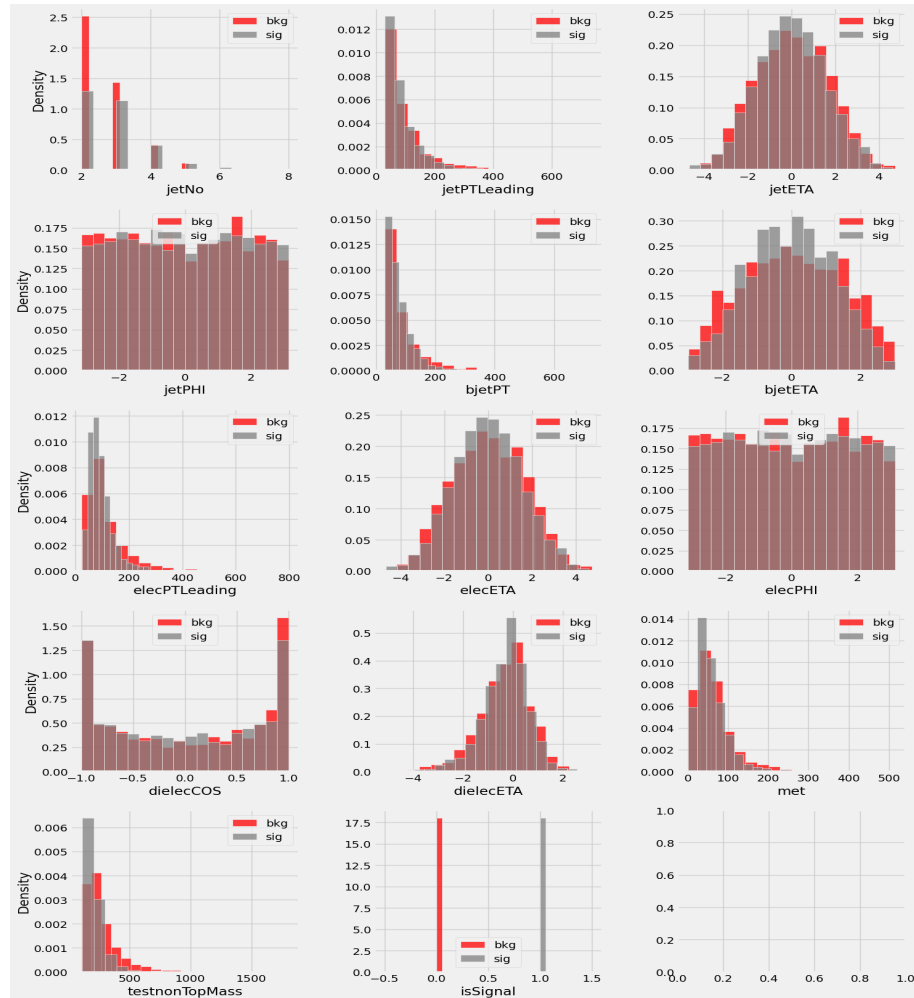 2.5
2.0
1.5
1.0
0.5
0.0
Density
bkg
sig
2 4 6 8
jetNo
0.012
0.010
0.008
0.006
0.004
0.002
0.000
bkg
sig
0 200 400 600
jetPTLeading
0.25
0.20
0.15
0.10
0.05
0.00
bkg
sig
−4 −2 0 2 4
jetETA
0.175
0.150
0.125
0.100
0.075
0.050
0.025
0.000
Density
bkg
sig
−2 0 2
jetPHI
0.0150
0.0125
0.0100
0.0075
0.0050
0.0025
0.0000
bkg
sig
0 200 400 600
bjetPT
0.30
0.25
0.20
0.15
0.10
0.05
0.00
bkg
sig
−2 0 2
bjetETA
0.012
0.010
0.008
0.006
0.004
0.002
0.000
Density
bkg
sig
0 200 400 600 800
elecPTLeading
0.25
0.20
0.15
0.10
0.05
0.00
bkg
sig
−4 −2 0 2 4
elecETA
0.175
0.150
0.125
0.100
0.075
0.050
0.025
0.000
bkg
sig
−2 0 2
elecPHI
1.50
1.25
1.00
0.75
0.50
0.25
0.00
Density
bkg
sig
−1.0 −0.5 0.0 0.5 1.0
dielecCOS
0.5
0.4
0.3
0.2
0.1
0.0
bkg
sig
−4 −2 0 2
dielecETA
0.014
0.012
0.010
0.008
0.006
0.004
0.002
0.000
bkg
sig
0 100 200 300 400 500
met
0.006
0.005
0.004
0.003
0.002
0.001
0.000
Density
bkg
sig
500 1000 1500
testnonTopMass
17.5
15.0
12.5
10.0
7.5
5.0
2.5
0.0
bkg
sig
−0.5 0.0 0.5 1.0 1.5
isSignal
1.0
0.8
0.6
0.4
0.2
0.0
0.0 0.2 0.4 0.6 0.8 1.0